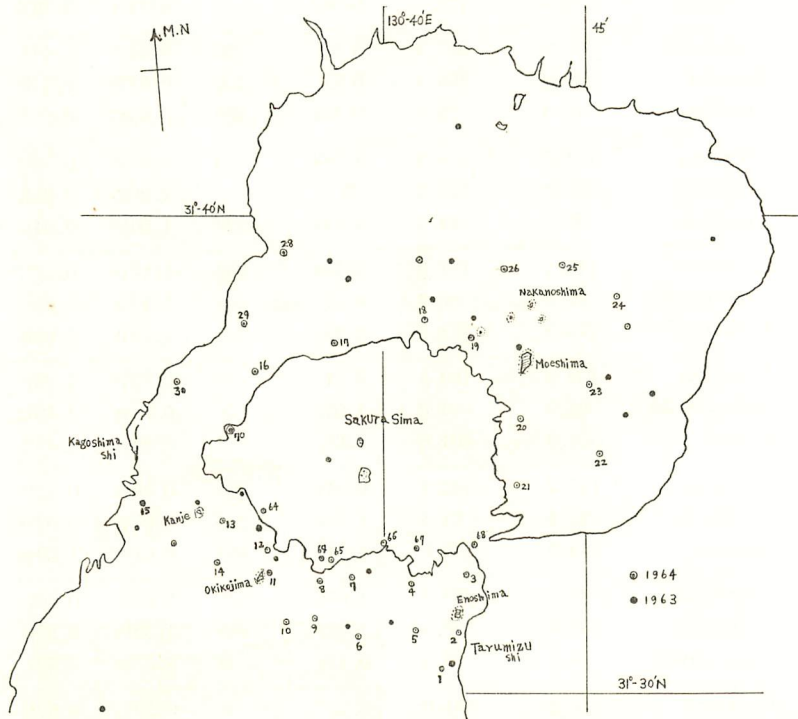 130°-40'E
45'
M.N
31°-40'N
28
26
25
Nakanoshima
24
29
18
19
17
Moeshima
16
30
23
Sakura Sima
20
70
Kagoshima
shi
22
21
15
Kanje
13
64
12
66
67
68
69
65
14
Okikojima
11
8
7
4
3
Enoshima
1964
1963
10
9
6
5
2
Tarumizu
shi
1
31°-30'N